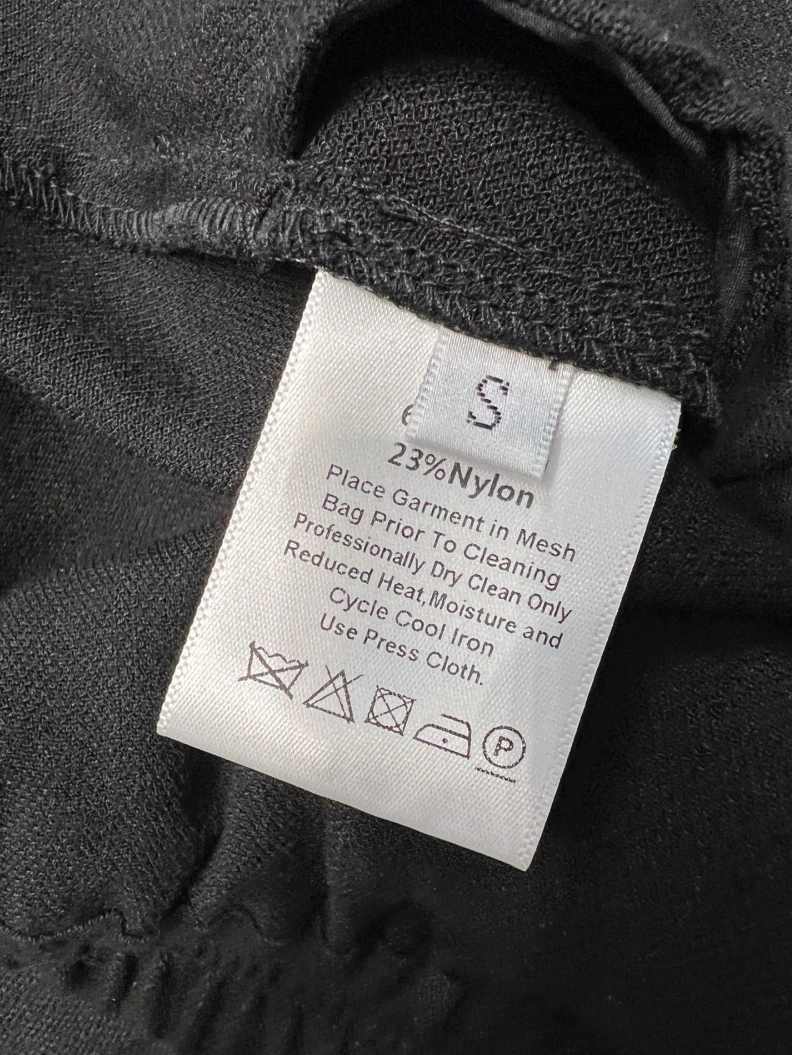 S
23%Nylon
Place Garment in Mesh
Bag Prior To Cleaning
Professionally Dry Clean Only
Reduced Heat,Moisture and
Cycle Cool Iron
Use Press Cloth.
P